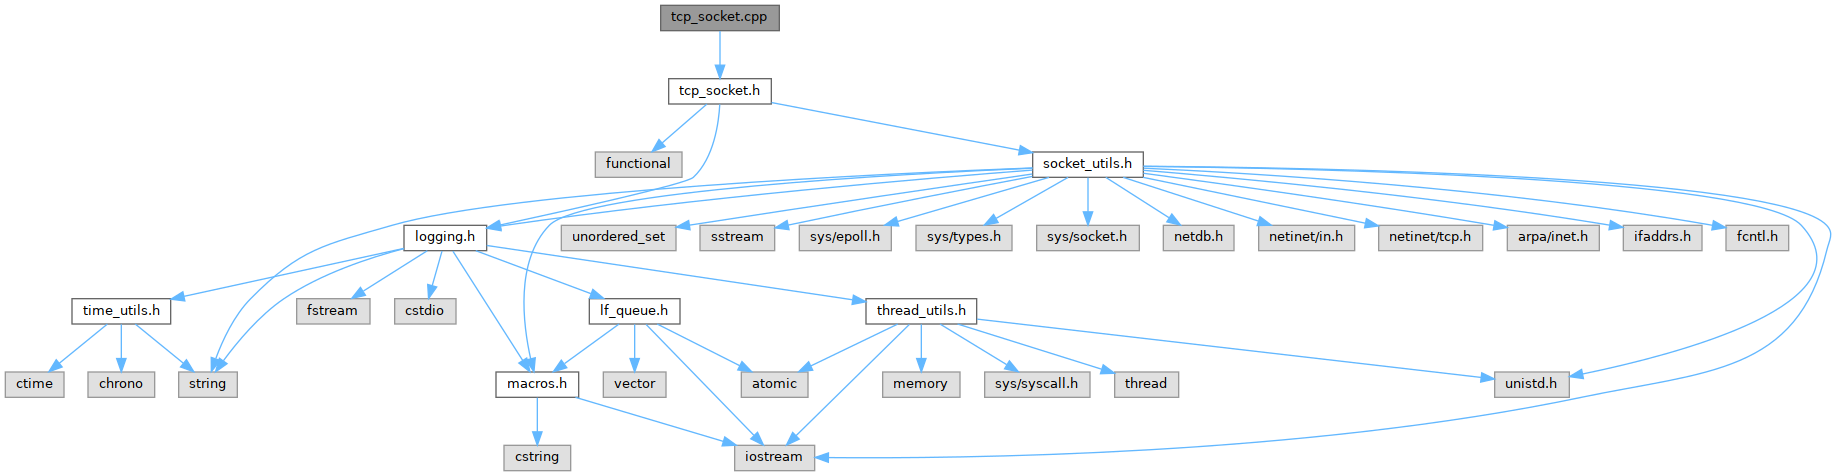 tcp_socket.cpp
tcp_socket.h
functional
socket_utils.h
logging.h
unordered_set
sstream
sys/epoll.h
sys/types.h
sys/socket.h
netdb.h
netinet/in.h
netinet/tcp.h
arpa/inet.h
ifaddrs.h
fcntl.h
time_utils.h
fstream
cstdio
lf_queue.h
thread_utils.h
ctime
chrono
string
macros.h
vector
atomic
memory
sys/syscall.h
thread
unistd.h
cstring
iostream